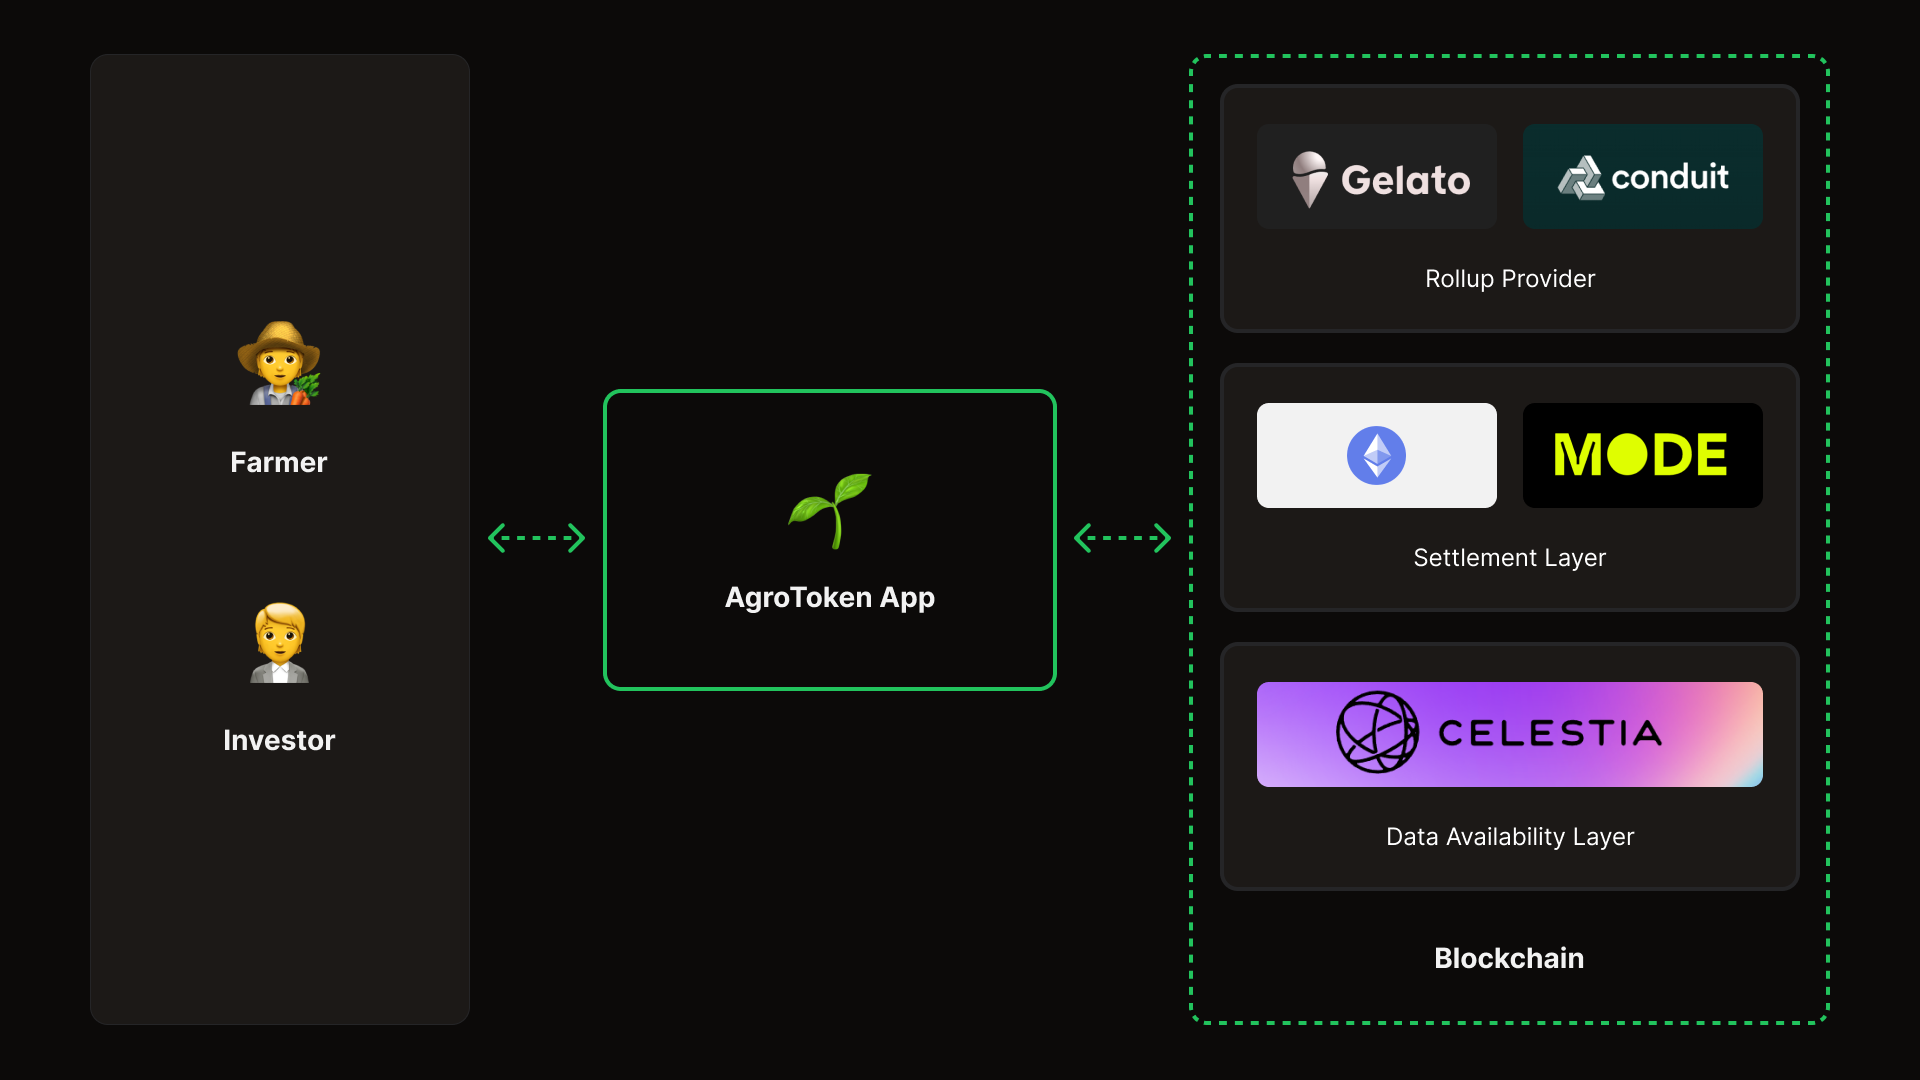 Farmer
Investor
AgroToken App
Gelato
conduit
Rollup Provider
MODE
Settlement Layer
CELESTIA
Data Availability Layer
Blockchain